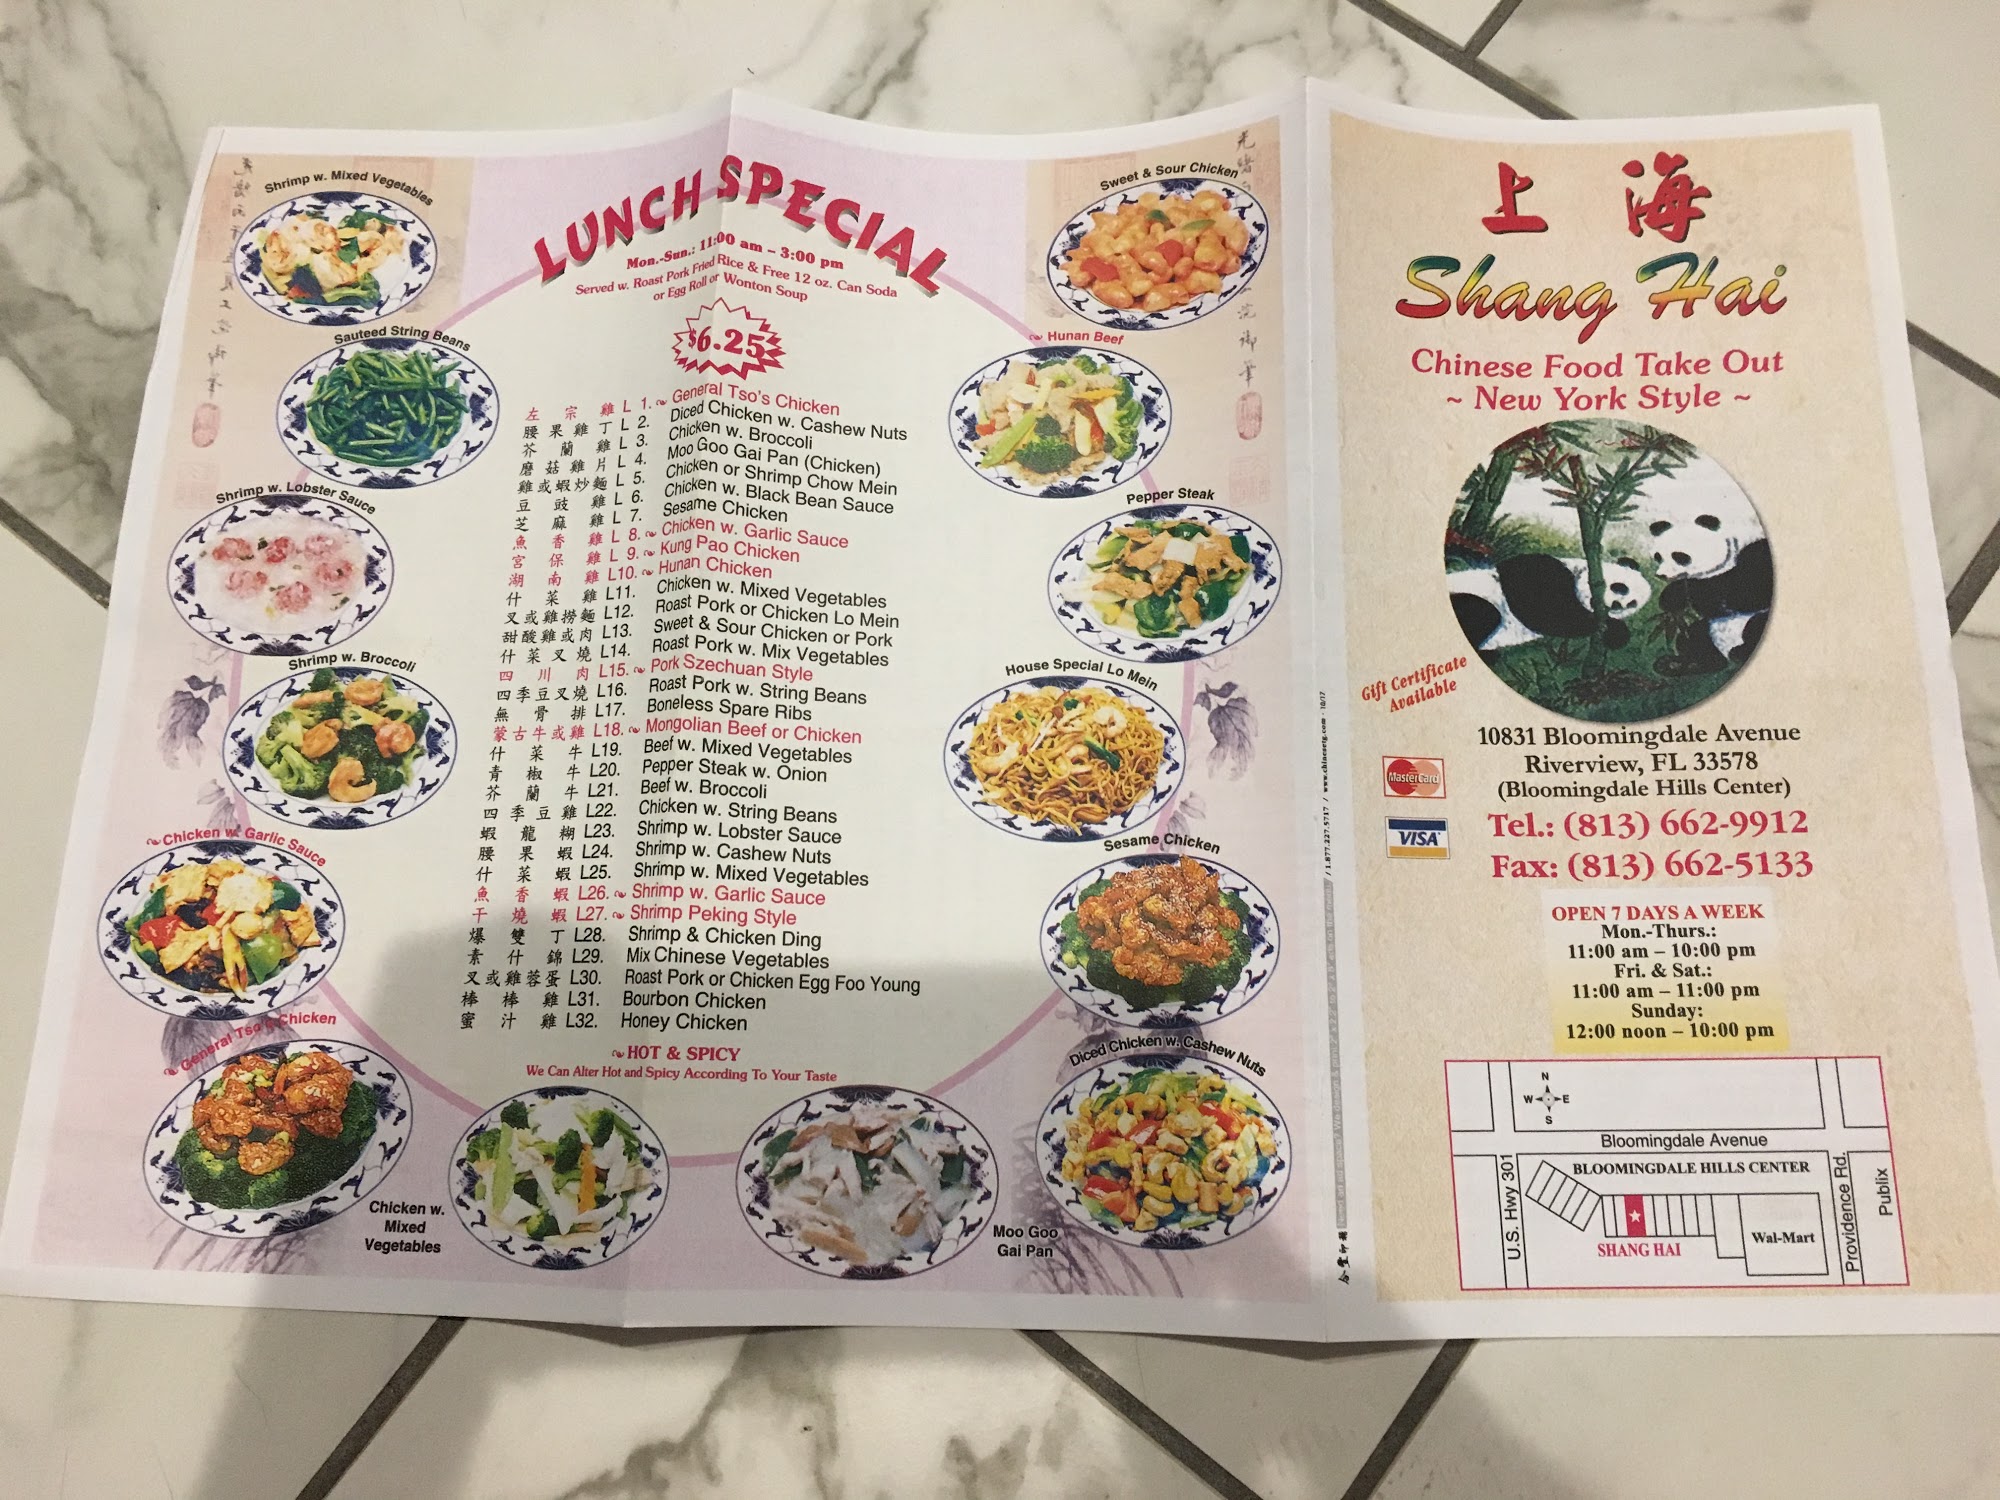 LUNCH SPECIAL
Mon.-Sun.: 11:00 am – 3:00 pm
Served w. Roast Pork Fried Rice & Free 12 oz. Can Soda
or Egg Roll or Wonton Soup
$6.25
左宗雞 L 1. General Tso's Chicken
腰果雞丁 L 2. Diced Chicken w. Cashew Nuts
芥蘭雞 L 3. Chicken w. Broccoli
磨菇雞片 L 4. Moo Goo Gai Pan (Chicken)
雞或蝦炒麵 L 5. Chicken or Shrimp Chow Mein
豆豉雞 L 6. Chicken w. Black Bean Sauce
芝麻雞 L 7. Sesame Chicken
魚香雞 L 8. Chicken w. Garlic Sauce
宮保雞 L 9. Kung Pao Chicken
湖南雞 L10. Hunan Chicken
什菜雞 L11. Chicken w. Mixed Vegetables
叉或雞撈麵 L12. Roast Pork or Chicken Lo Mein
甜酸雞或肉 L13. Sweet & Sour Chicken or Pork
什菜叉燒 L14. Roast Pork w. Mix Vegetables
四川肉 L15. Pork Szechuan Style
四季豆叉燒 L16. Roast Pork w. String Beans
無骨排 L17. Boneless Spare Ribs
蒙古牛或雞 L18. Mongolian Beef or Chicken
什菜牛 L19. Beef w. Mixed Vegetables
青椒牛 L20. Pepper Steak w. Onion
芥蘭牛 L21. Beef w. Broccoli
四季豆雞 L22. Chicken w. String Beans
蝦龍糊 L23. Shrimp w. Lobster Sauce
腰果蝦 L24. Shrimp w. Cashew Nuts
什菜蝦 L25. Shrimp w. Mixed Vegetables
魚香蝦 L26. Shrimp w. Garlic Sauce
干燒蝦 L27. Shrimp Peking Style
爆雙丁 L28. Shrimp & Chicken Ding
素什錦 L29. Mix Chinese Vegetables
叉或雞蓉蛋 L30. Roast Pork or Chicken Egg Foo Young
棒棒雞 L31. Bourbon Chicken
蜜汁雞 L32. Honey Chicken
HOT & SPICY
We Can Alter Hot and Spicy According To Your Taste
Shrimp w. Mixed Vegetables
Sauteed String Beans
Shrimp w. Lobster Sauce
Shrimp w. Broccoli
Chicken w. Garlic Sauce
General Tso's Chicken
Chicken w.
Mixed
Vegetables
Moo Goo
Gai Pan
Sweet & Sour Chicken
Hunan Beef
Pepper Steak
House Special Lo Mein
Sesame Chicken
Diced Chicken w. Cashew Nuts
上海
Shang Hai
Chinese Food Take Out
~ New York Style ~
Gift Certificate
Available
10831 Bloomingdale Avenue
Riverview, FL 33578
(Bloomingdale Hills Center)
MasterCard
VISA
Tel.: (813) 662-9912
Fax: (813) 662-5133
OPEN 7 DAYS A WEEK
Mon.-Thurs.:
11:00 am – 10:00 pm
Fri. & Sat.:
11:00 am – 11:00 pm
Sunday:
12:00 noon – 10:00 pm
N
W E
S
Bloomingdale Avenue
BLOOMINGDALE HILLS CENTER
U.S. Hwy 301
SHANG HAI
Wal-Mart
Providence Rd.
Publix